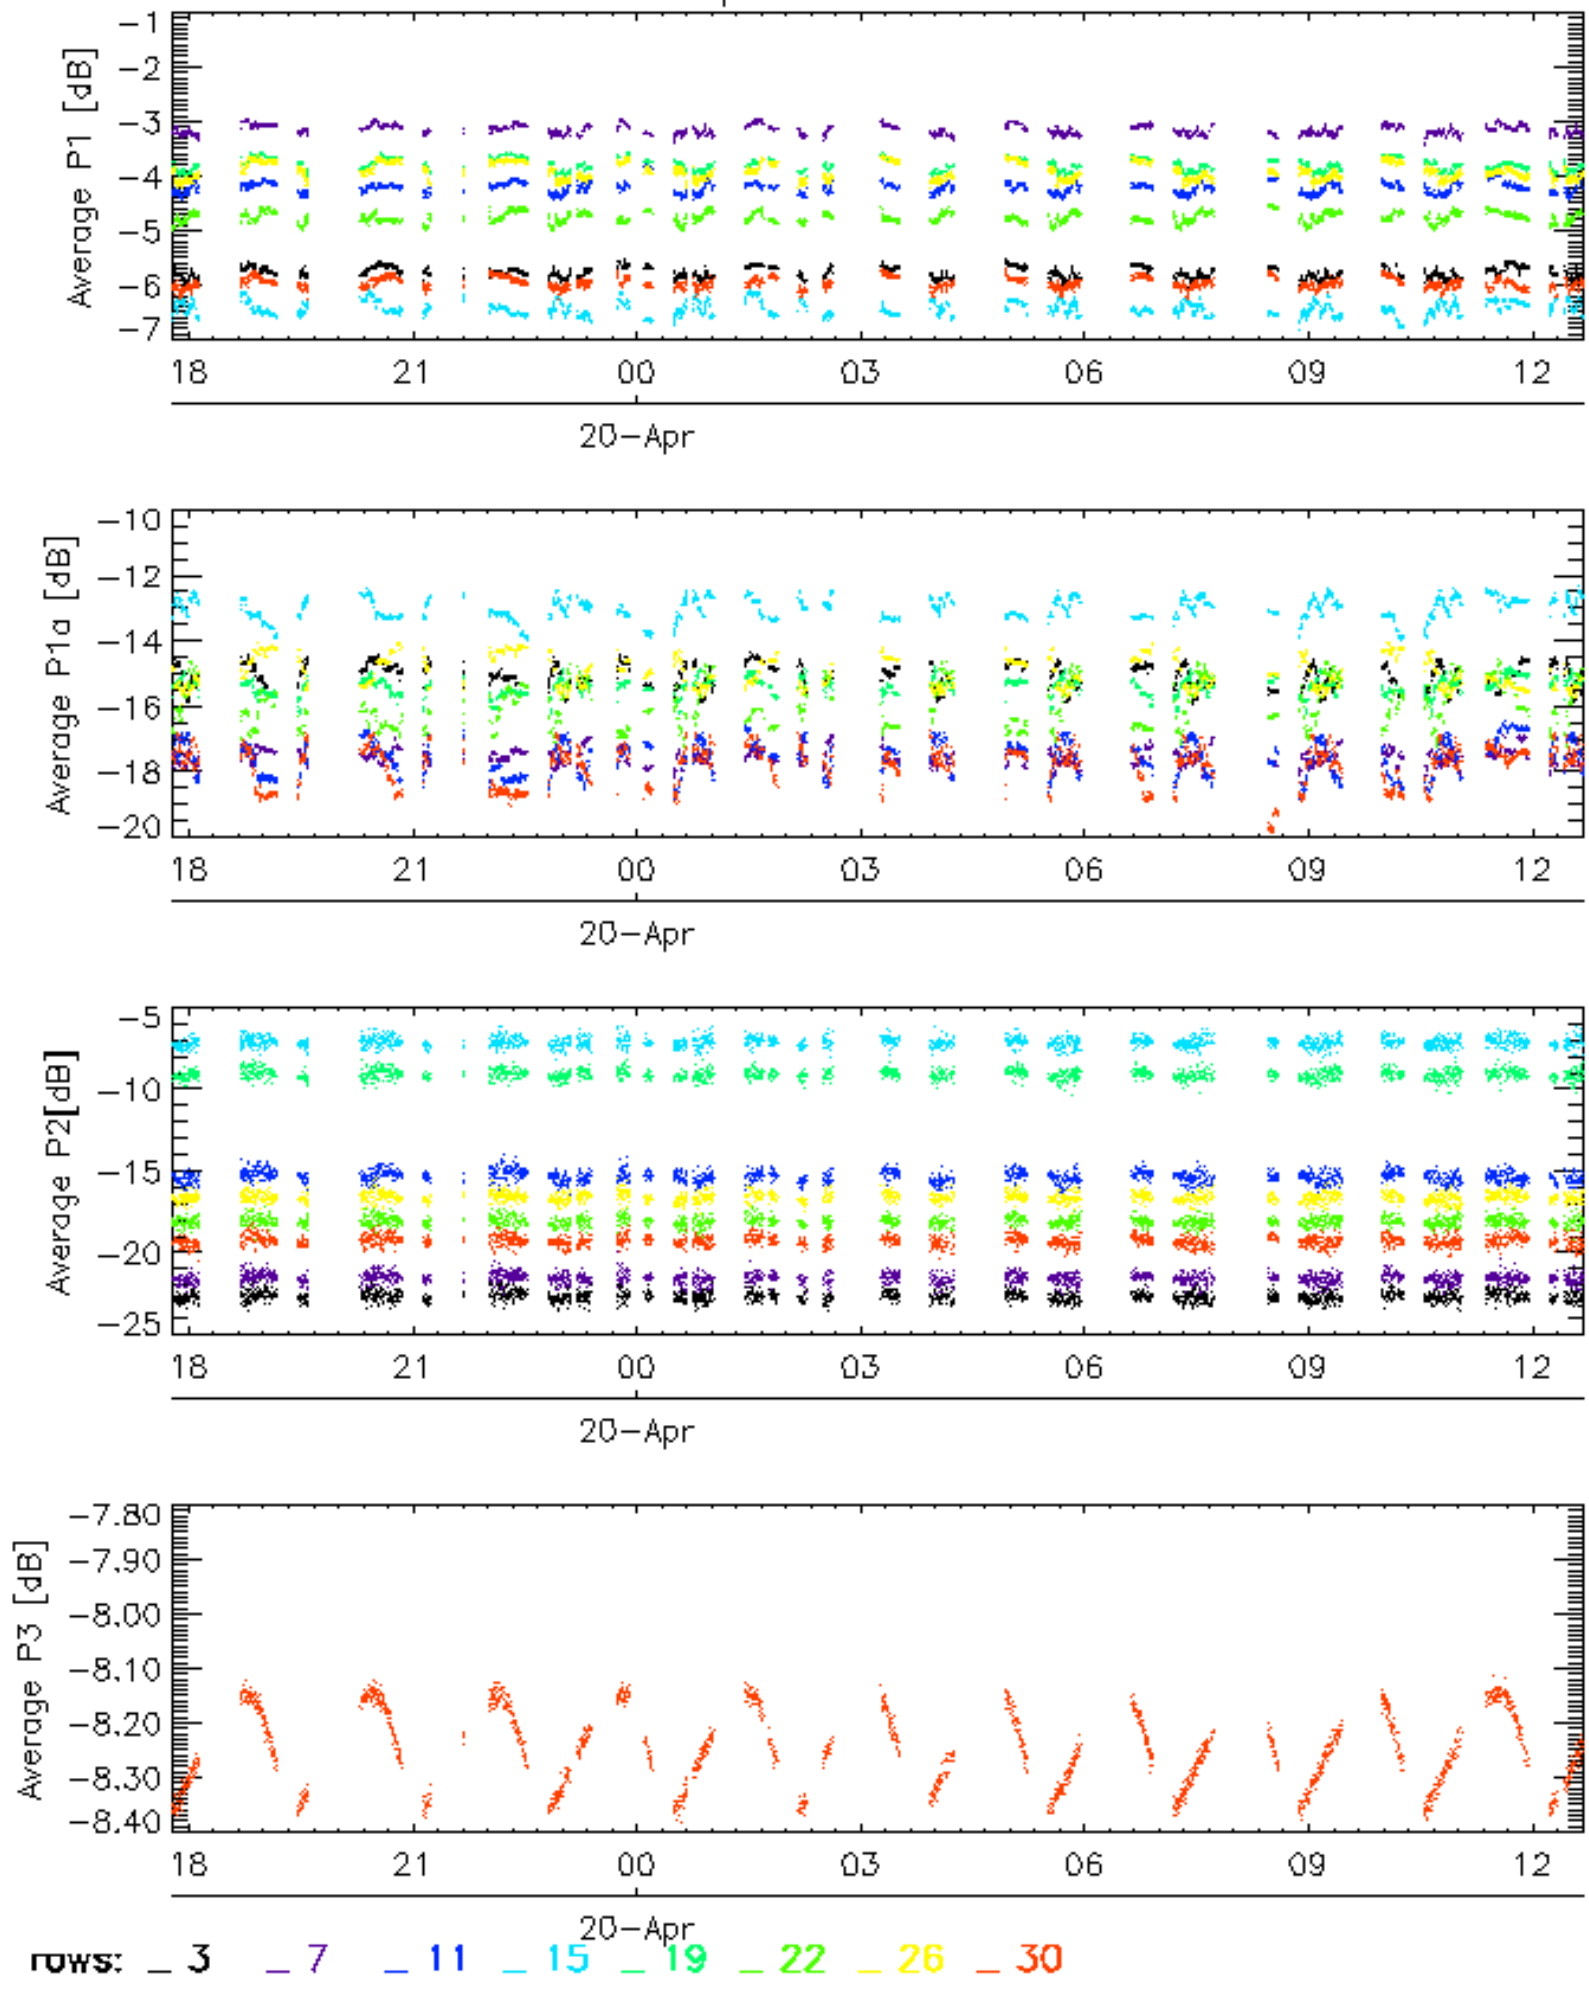 Average P1 [dB]
-1
-2
-3
-4
-5
-6
-7
18 21 00 03 06 09 12
20-Apr
Average P1a [dB]
-10
-12
-14
-16
-18
-20
18 21 00 03 06 09 12
20-Apr
Average P2[dB]
-5
-10
-15
-20
-25
18 21 00 03 06 09 12
20-Apr
Average P3 [dB]
-7.80
-7.90
-8.00
-8.10
-8.20
-8.30
-8.40
18 21 00 03 06 09 12
20-Apr
rows: _ 3 _ 7 _ 11 _ 15 _ 19 _ 22 _ 26 _ 30